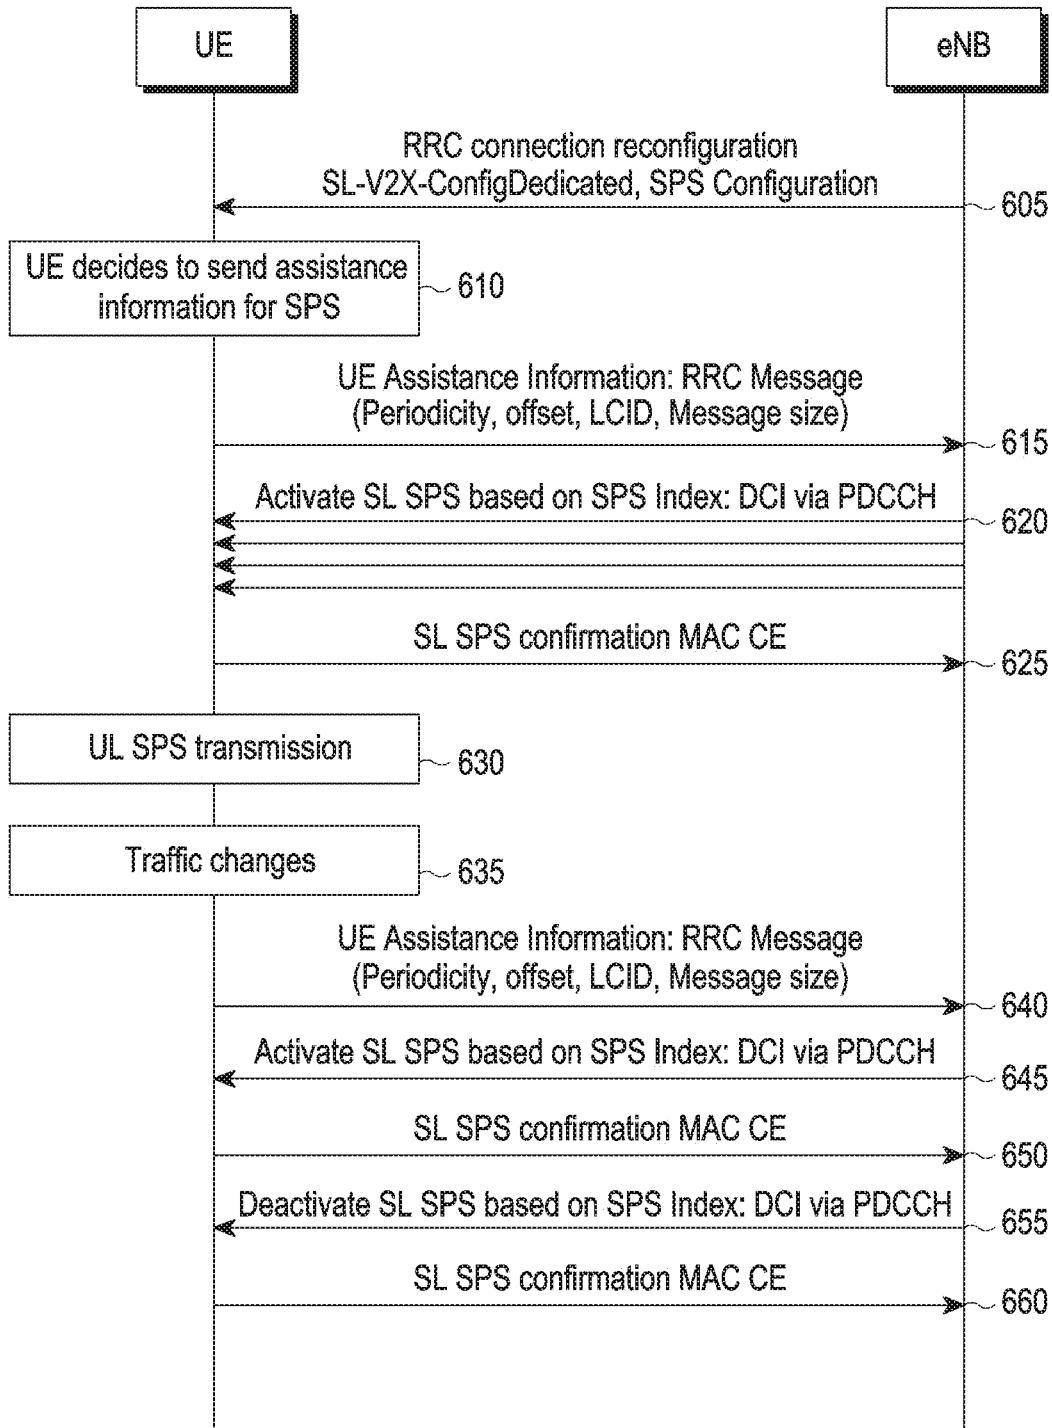 UE
eNB
RRC connection reconfiguration
SL-V2X-ConfigDedicated, SPS Configuration
605
UE decides to send assistance
information for SPS
610
UE Assistance Information: RRC Message
(Periodicity, offset, LCID, Message size)
615
Activate SL SPS based on SPS Index: DCI via PDCCH
620
SL SPS confirmation MAC CE
625
UL SPS transmission
630
Traffic changes
635
UE Assistance Information: RRC Message
(Periodicity, offset, LCID, Message size)
640
Activate SL SPS based on SPS Index: DCI via PDCCH
645
SL SPS confirmation MAC CE
650
Deactivate SL SPS based on SPS Index: DCI via PDCCH
655
SL SPS confirmation MAC CE
660